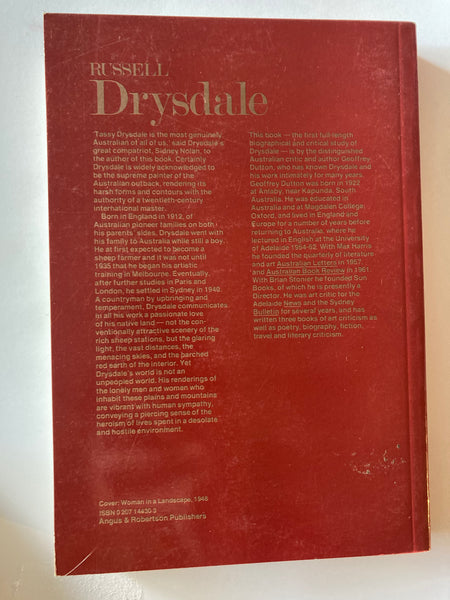 RUSSELL
Drysdale
'Tassy Drysdale is the most genuinely
Australian of all of us,' said Drysdale's
great compatriot, Sidney Nolan, to
the author of this book. Certainly
Drysdale is widely acknowledged to
be the supreme painter of the
Australian outback, rendering its
harsh forms and contours with the
authority of a twentieth-century
international master.
Born in England in 1912, of
Australian pioneer families on both
his parents' sides, Drysdale went with
his family to Australia while still a boy.
He at first expected to become a
sheep farmer and it was not until
1935 that he began his artistic
training in Melbourne. Eventually,
after further studies in Paris and
London, he settled in Sydney in 1940.
A countryman by upbringing and
temperament, Drysdale communicates
in all his work a passionate love
of his native land — not the con-
ventionally attractive scenery of the
rich sheep stations, but the glaring
light, the vast distances, the
menacing skies, and the parched
red earth of the interior. Yet
Drysdale's world is not an
unpeopled world. His renderings of
the lonely men and women who
inhabit these plains and mountains
are vibrant with human sympathy,
conveying a piercing sense of the
heroism of lives spent in a desolate
and hostile environment.
This book — the first full-length
biographical and critical study of
Drysdale — is by the distinguished
Australian critic and author Geoffrey
Dutton, who has known Drysdale and
his work intimately for many years.
Geoffrey Dutton was born in 1922
at Anlaby, near Kapunda, South
Australia. He was educated in
Australia and at Magdalen College,
Oxford, and lived in England and
Europe for a number of years before
returning to Australia, where he
lectured in English at the University
of Adelaide 1954-62. With Max Harris
he founded the quarterly of literature
and art Australian Letters in 1957
and Australian Book Review in 1961.
With Brian Stonier he founded Sun
Books, of which he is presently a
Director. He was art critic for the
Adelaide News and the Sydney
Bulletin for several years, and has
written three books of art criticism as
well as poetry, biography, fiction,
travel and literary criticism.
Cover: Woman in a Landscape, 1948
ISBN 0 207 14430 3
Angus & Robertson Publishers